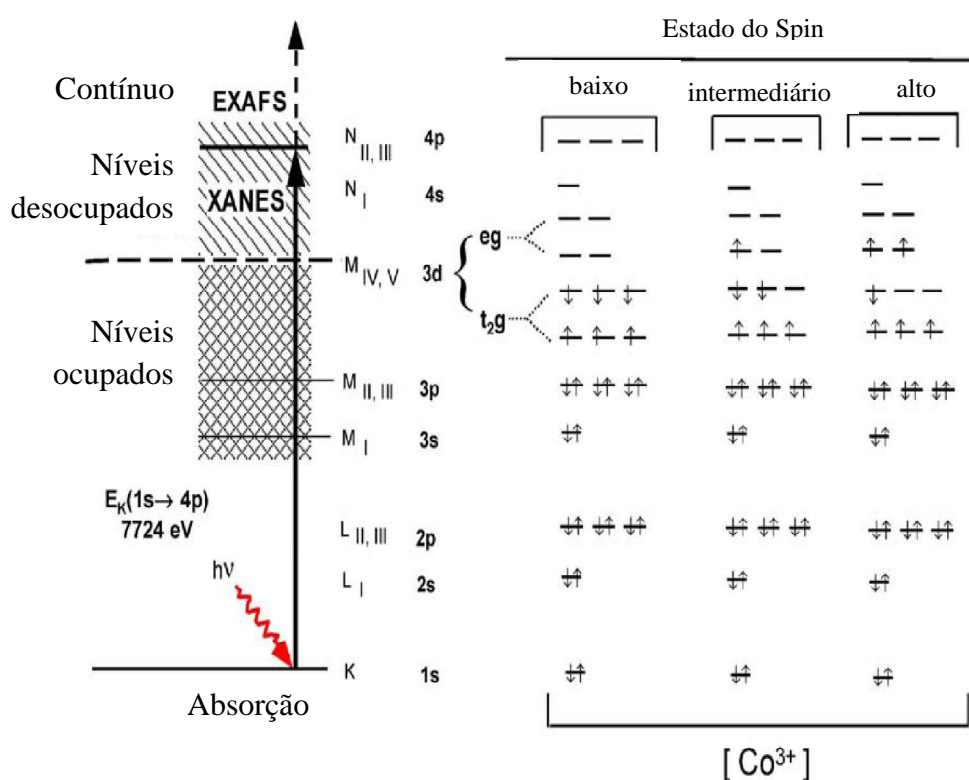 Estado do Spin
baixo
intermediário
alto
Contínuo
EXAFS
Níveis
desocupados
XANES
Níveis
ocupados
E_K(1s→ 4p)
7724 eV
hν
Absorção
N II, III 4p
N I 4s
eg
M IV, V 3d
t₂g
M II, III 3p
M I 3s
L II, III 2p
L I 2s
K 1s
[ Co³⁺ ]